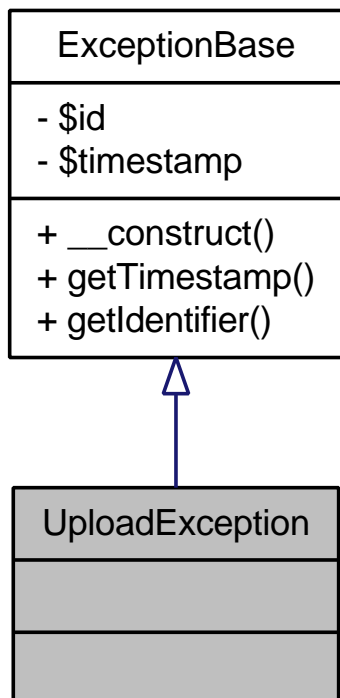 ExceptionBase
- $id
- $timestamp
+ __construct()
+ getTimestamp()
+ getIdentifier()
UploadException